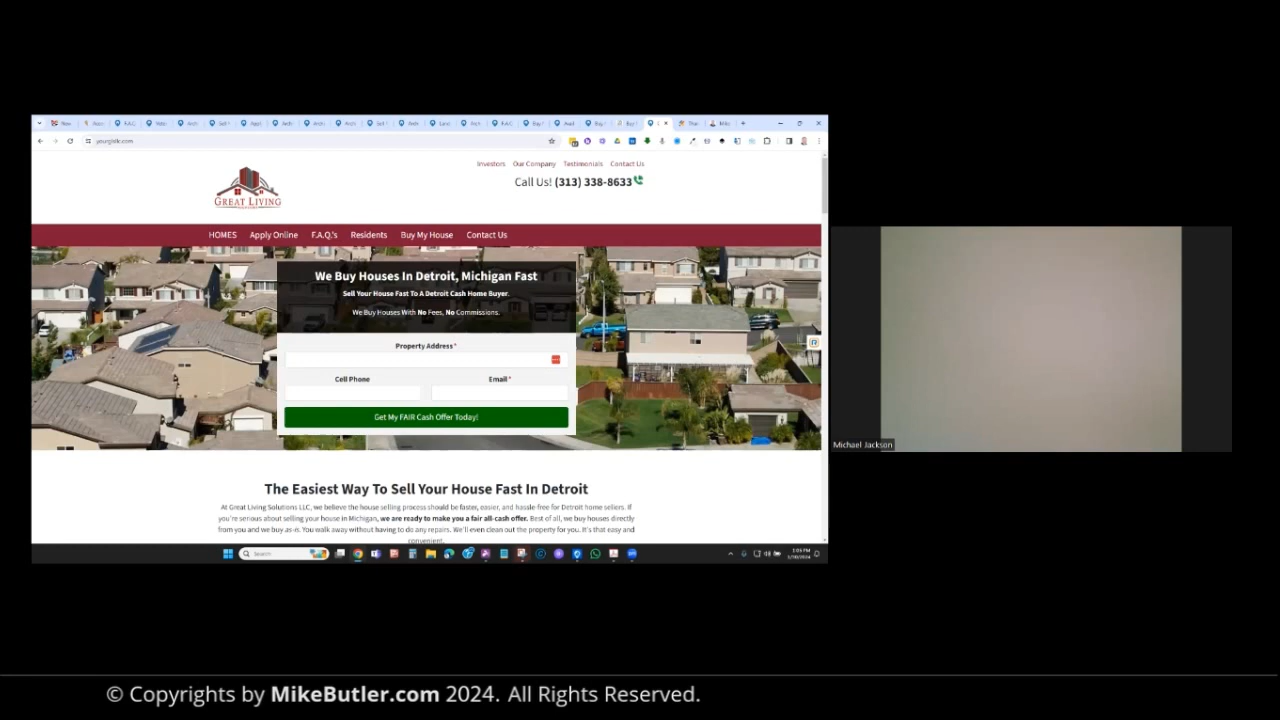 yourglsllc.com
Investors Our Company Testimonials Contact Us
GREAT LIVING
Call Us! (313) 338-8633
HOMES Apply Online F.A.Q.'s Residents Buy My House Contact Us
We Buy Houses In Detroit, Michigan Fast
Sell Your House Fast To A Detroit Cash Home Buyer.
We Buy Houses With No Fees, No Commissions.
Property Address*
Cell Phone Email*
Get My FAIR Cash Offer Today!
The Easiest Way To Sell Your House Fast In Detroit
At Great Living Solutions LLC, we believe the house selling process should be faster, easier, and hassle free for Detroit home sellers. If
you're serious about selling your house in Michigan, we are ready to make you a fair all-cash offer. Best of all, we buy houses directly
from you and we buy as-is. You walk away without having to do any repairs. We'll even clean out the property for you. It's that easy and
convenient.
Search
Michael Jackson
© Copyrights by MikeButler.com 2024. All Rights Reserved.